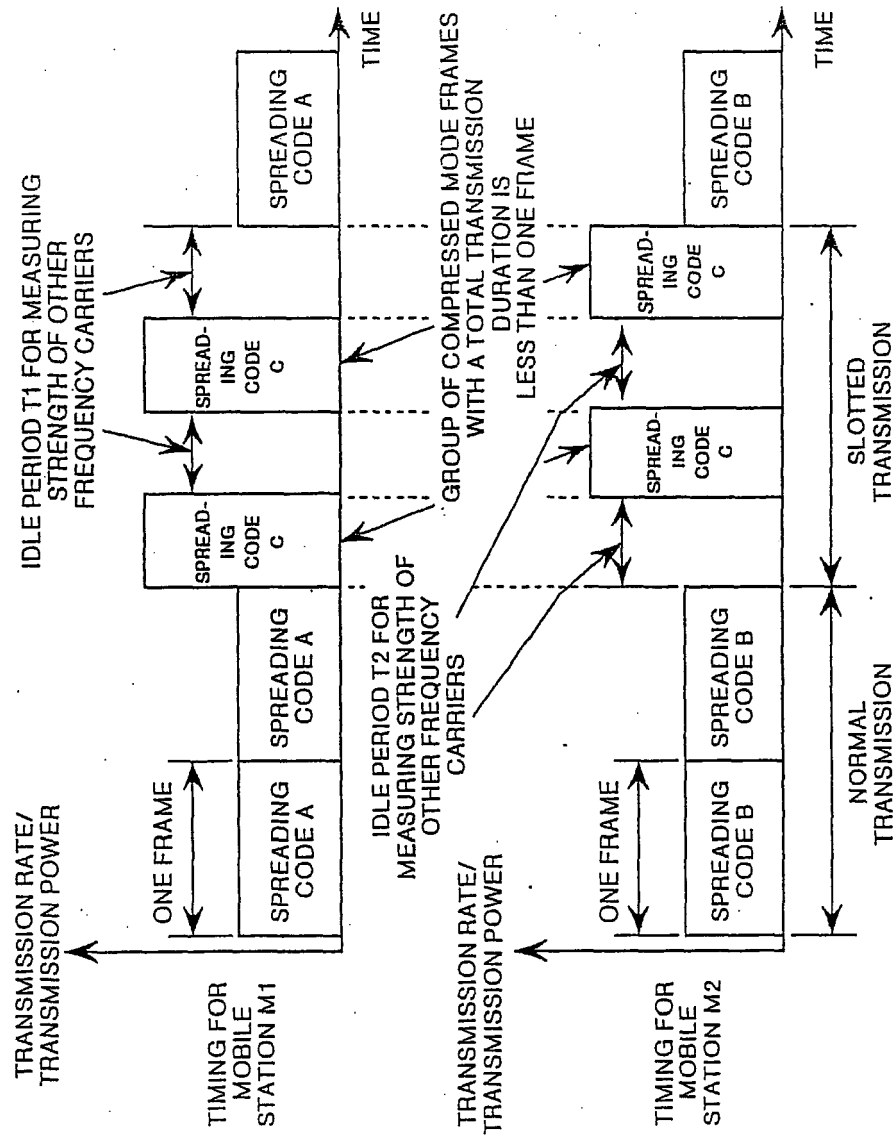 TRANSMISSION RATE/
TRANSMISSION POWER
TIMING FOR
MOBILE
STATION M1
ONE FRAME
SPREADING
CODE A
SPREADING
CODE A
IDLE PERIOD T1 FOR MEASURING
STRENGTH OF OTHER
FREQUENCY CARRIERS
SPREAD-
ING
CODE
C
SPREAD-
ING
CODE
C
SPREADING
CODE A
TIME
IDLE PERIOD T2 FOR
MEASURING STRENGTH OF
OTHER FREQUENCY
CARRIERS
GROUP OF COMPRESSED MODE FRAMES
WITH A TOTAL TRANSMISSION
DURATION IS
LESS THAN ONE FRAME
TRANSMISSION RATE/
TRANSMISSION POWER
TIMING FOR
MOBILE
STATION M2
ONE FRAME
SPREADING
CODE B
SPREADING
CODE B
SPREAD-
ING
CODE
C
SPREAD-
ING
CODE
C
SPREADING
CODE B
TIME
NORMAL
TRANSMISSION
SLOTTED
TRANSMISSION